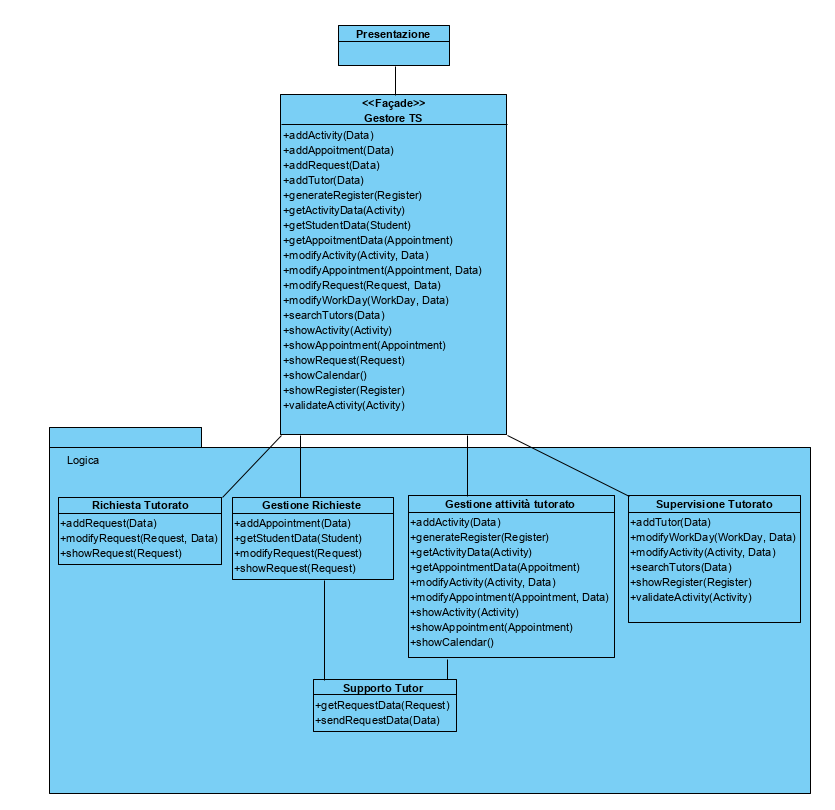 Presentazione
<<Façade>>
Gestore TS
+addActivity(Data)
+addAppoitment(Data)
+addRequest(Data)
+addTutor(Data)
+generateRegister(Register)
+getActivityData(Activity)
+getStudentData(Student)
+getAppoitmentData(Appointment)
+modifyActivity(Activity, Data)
+modifyAppointment(Appointment, Data)
+modifyRequest(Request, Data)
+modifyWorkDay(WorkDay, Data)
+searchTutors(Data)
+showActivity(Activity)
+showAppointment(Appointment)
+showRequest(Request)
+showCalendar()
+showRegister(Register)
+validateActivity(Activity)
Logica
Richiesta Tutorato
+addRequest(Data)
+modifyRequest(Request, Data)
+showRequest(Request)
Gestione Richieste
+addAppointment(Data)
+getStudentData(Student)
+modifyRequest(Request)
+showRequest(Request)
Gestione attività tutorato
+addActivity(Data)
+generateRegister(Register)
+getActivityData(Activity)
+getAppointmentData(Appoitment)
+modifyActivity(Activity, Data)
+modifyAppointment(Appointment, Data)
+showActivity(Activity)
+showAppointment(Appointment)
+showCalendar()
Supervisione Tutorato
+addTutor(Data)
+modifyWorkDay(WorkDay, Data)
+modifyActivity(Activity, Data)
+searchTutors(Data)
+showRegister(Register)
+validateActivity(Activity)
Supporto Tutor
+getRequestData(Request)
+sendRequestData(Data)